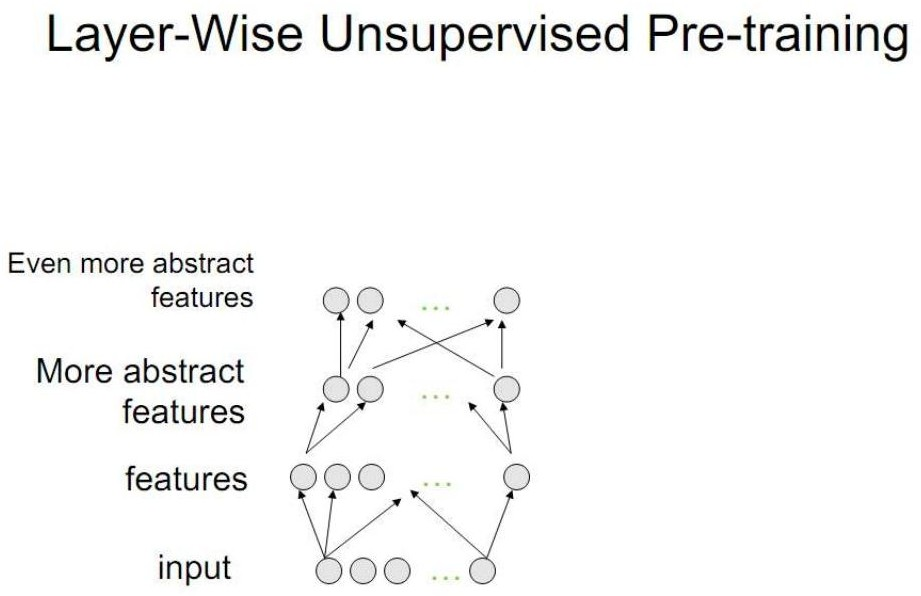 Layer-Wise Unsupervised Pre-training
Even more abstract
features
...
More abstract
features
...
features
...
input
...